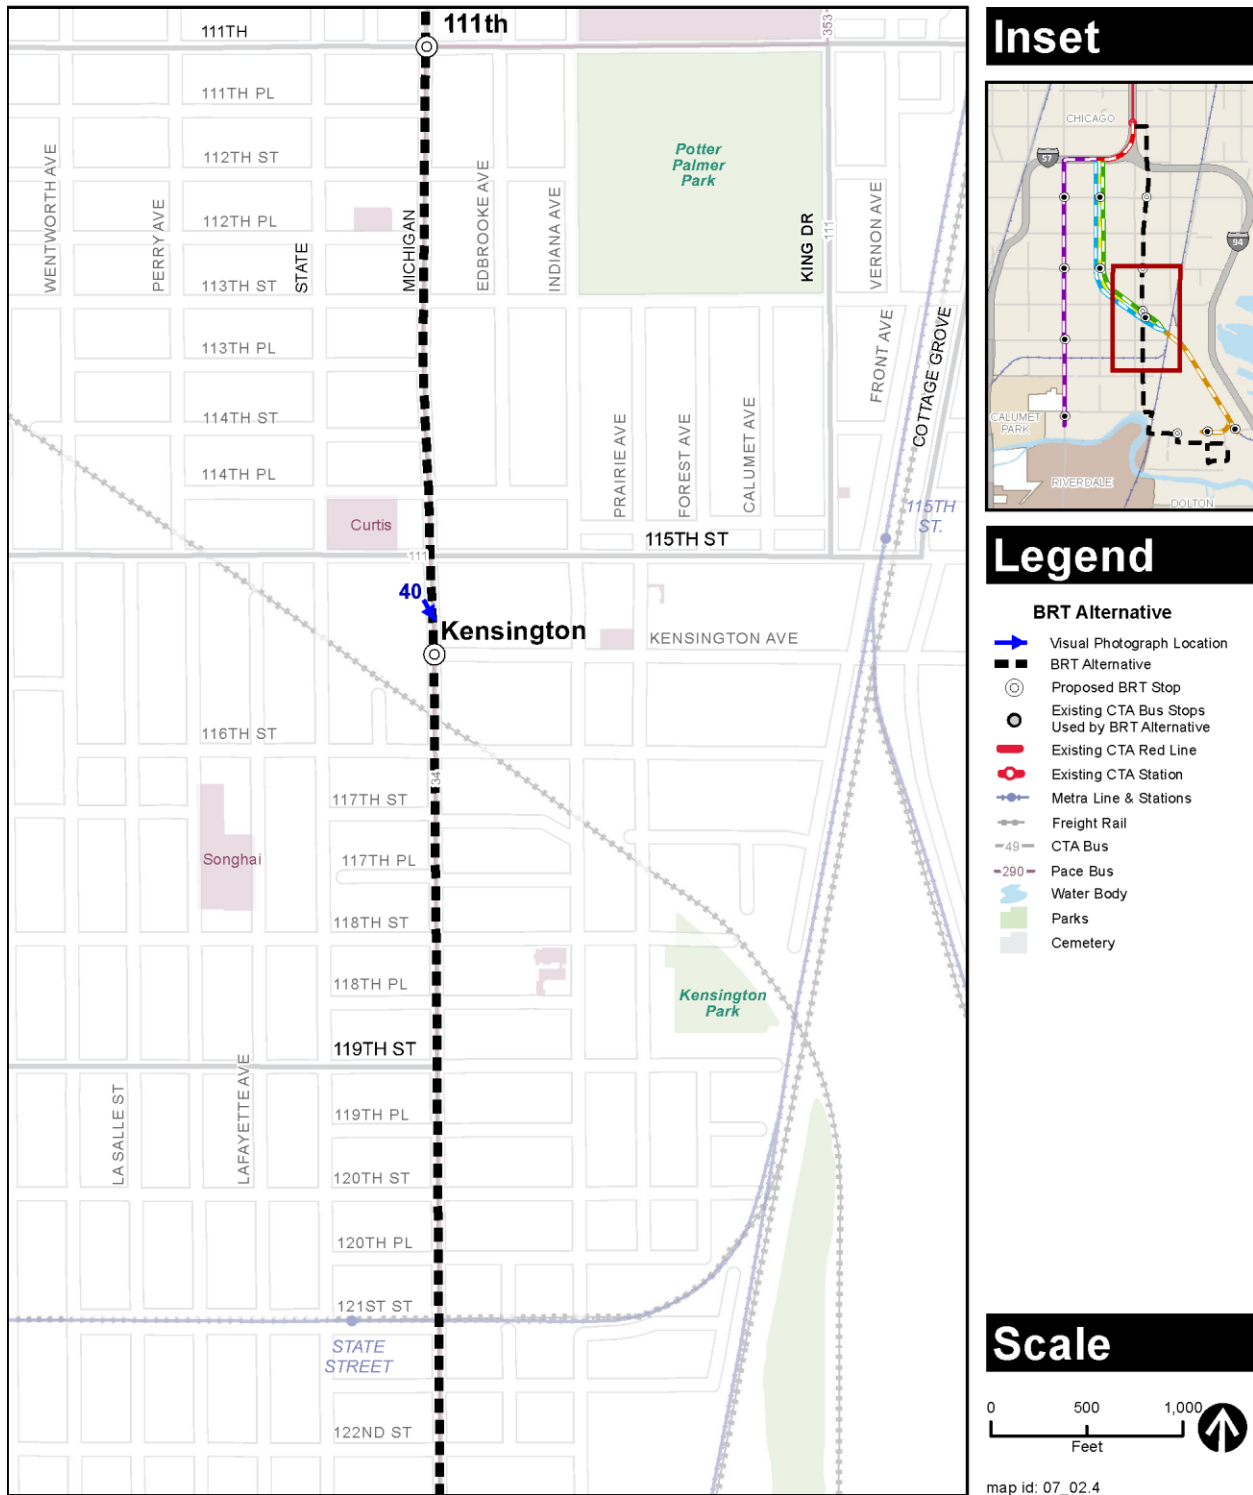 111th
111TH
353
111TH PL
112TH ST
Potter
Palmer
Park
WENTWORTH AVE
PERRY AVE
STATE
MICHIGAN
EDBROOKE AVE
INDIANA AVE
KING DR
111
VERNON AVE
112TH PL
113TH ST
113TH PL
FRONT AVE
COTTAGE GROVE
114TH ST
PRAIRIE AVE
FOREST AVE
CALUMET AVE
114TH PL
Curtis
115TH
ST.
115TH ST
111
40
Kensington
KENSINGTON AVE
116TH ST
34
117TH ST
Songhai
117TH PL
118TH ST
118TH PL
Kensington
Park
119TH ST
LA SALLE ST
LAFAYETTE AVE
119TH PL
120TH ST
120TH PL
121ST ST
STATE
STREET
122ND ST
Inset
CHICAGO
57
94
CALUMET
PARK
RIVERDALE
DOLTON
Legend
BRT Alternative
Visual Photograph Location
BRT Alternative
Proposed BRT Stop
Existing CTA Bus Stops
Used by BRT Alternative
Existing CTA Red Line
Existing CTA Station
Metra Line & Stations
Freight Rail
49 CTA Bus
290 Pace Bus
Water Body
Parks
Cemetery
Scale
0 500 1,000
Feet
map id: 07_02.4